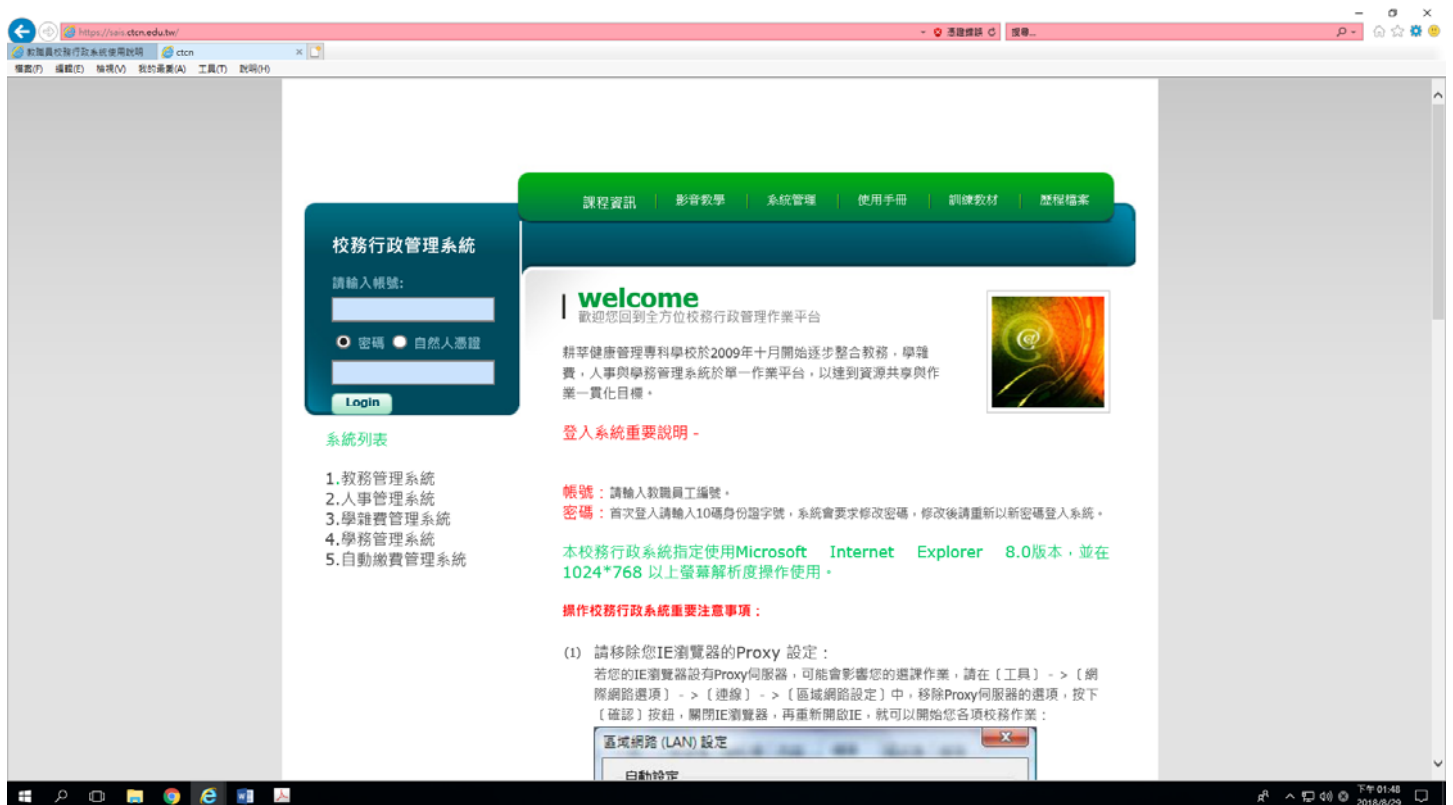 https://sais.ctcn.edu.tw/
憑證錯誤
搜尋...
教職員校務行政系統使用說明
ctcn
檔案(F) 編輯(E) 檢視(V) 我的最愛(A) 工具(T) 說明(H)
課程資訊 | 影音教學 | 系統管理 | 使用手冊 | 訓練教材 | 歷程檔案
校務行政管理系統
請輸入帳號:
密碼 自然人憑證
Login
系統列表
1.教務管理系統
2.人事管理系統
3.學雜費管理系統
4.學務管理系統
5.自動繳費管理系統
welcome
歡迎您回到全方位校務行政管理作業平台
耕莘健康管理專科學校於2009年十月開始逐步整合教務，學雜
費，人事與學務管理系統於單一作業平台，以達到資源共享與作
業一貫化目標。
登入系統重要說明 -
帳號：請輸入教職員工編號。
密碼：首次登入請輸入10碼身份證字號，系統會要求修改密碼，修改後請重新以新密碼登入系統。
本校務行政系統指定使用Microsoft Internet Explorer 8.0版本，並在
1024*768 以上螢幕解析度操作使用。
操作校務行政系統重要注意事項：
(1) 請移除您IE瀏覽器的Proxy 設定：
若您的IE瀏覽器設有Proxy伺服器，可能會影響您的選課作業，請在〔工具〕->〔網
際網路選項〕->〔連線〕->〔區域網路設定〕中，移除Proxy伺服器的選項，按下
〔確認〕按鈕，關閉IE瀏覽器，再重新開啟IE，就可以開始您各項校務作業：
區域網路 (LAN) 設定
自動設定
下午 01:48
2018/8/29